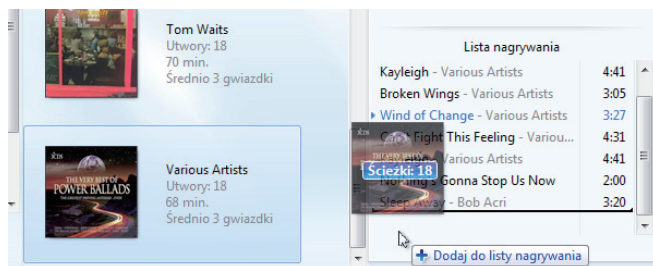 Tom Waits
Utwory: 18
70 min.
Średnio 3 gwiazdki
3CDS
THE VERY BEST OF
POWER BALLADS
Various Artists
Utwory: 18
68 min.
Średnio 3 gwiazdki
Lista nagrywania
Kayleigh - Various Artists 4:41
Broken Wings - Various Artists 3:05
Wind of Change - Various Artists 3:27
Fight This Feeling - Variou... 4:31
Various Artists 4:41
Ścieżki: 18
Gonna Stop Us Now 2:00
Sleep Away - Bob Acri 3:20
Dodaj do listy nagrywania